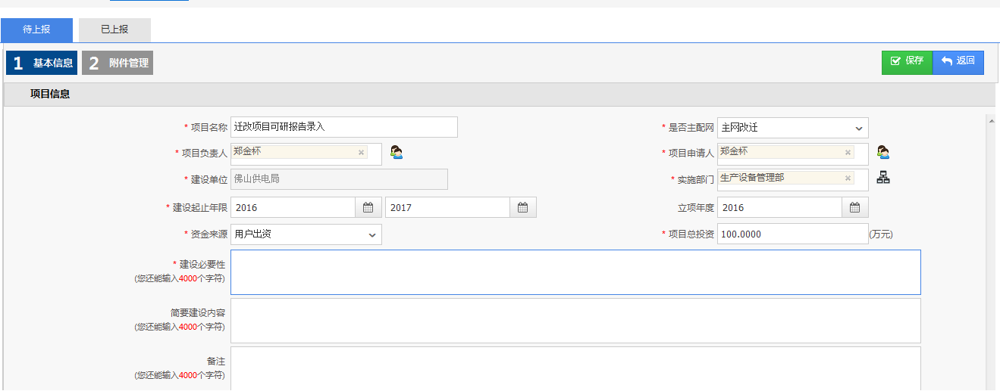 待上报 已上报
1 基本信息 2 附件管理 保存 返回
项目信息
* 项目名称 迁改项目可研报告录入 * 是否主配网 主网改迁
* 项目负责人 郑金杯 * 项目申请人 郑金杯
* 建设单位 佛山供电局 * 实施部门 生产设备管理部
* 建设起止年限 2016 2017 立项年度 2016
* 资金来源 用户出资 * 项目总投资 100.0000 (万元)
* 建设必要性
(您还能输入4000个字符)
简要建设内容
(您还能输入4000个字符)
备注
(您还能输入4000个字符)